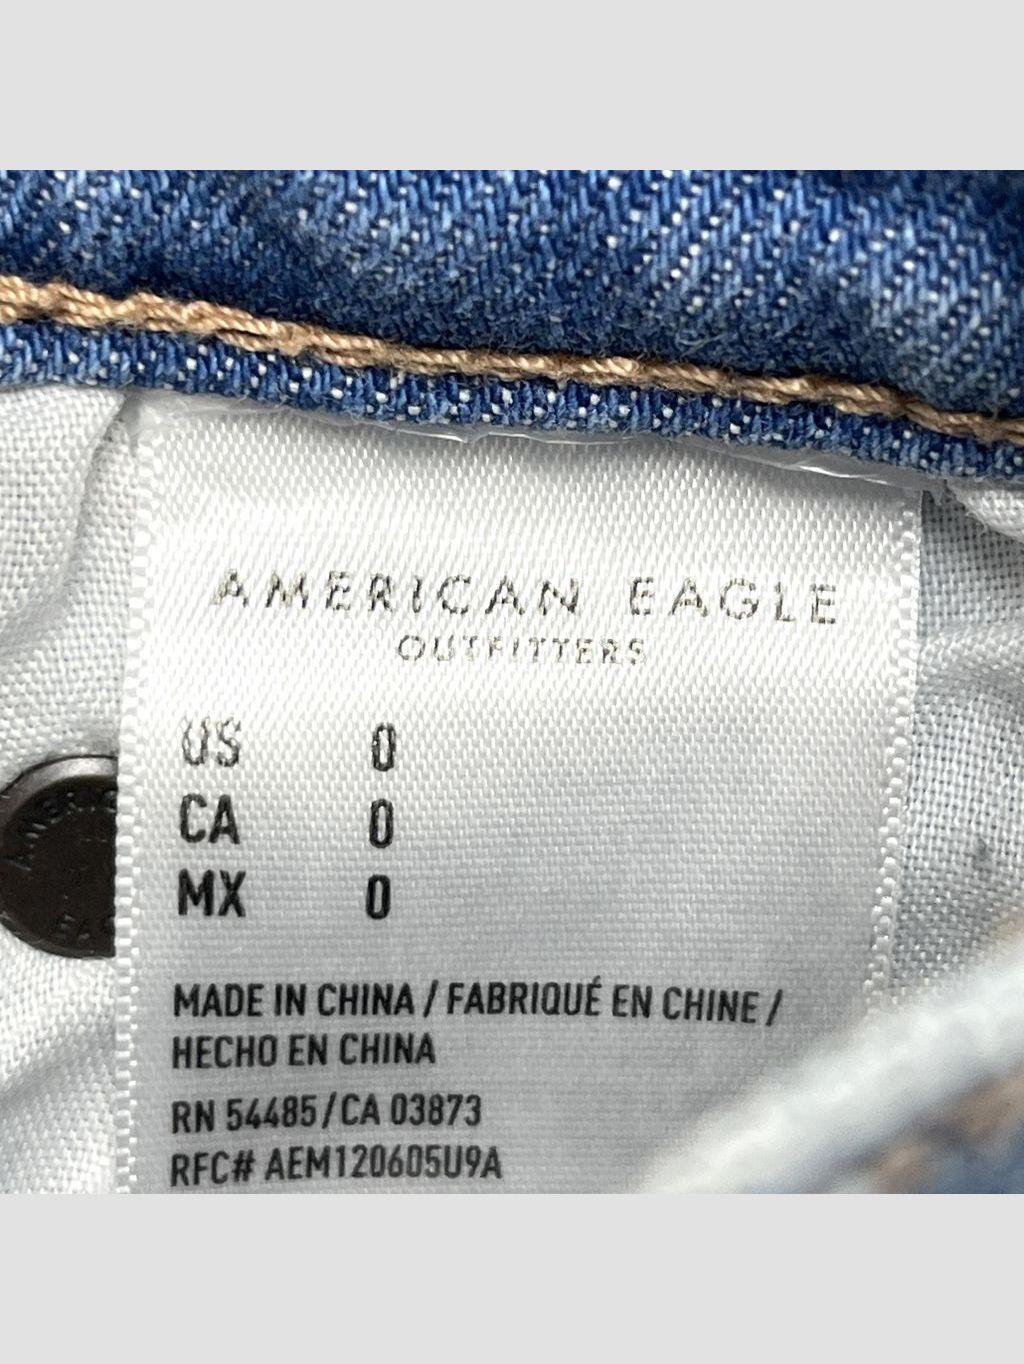 AMERICAN EAGLE
OUTFITTERS
US 0
CA 0
MX 0
MADE IN CHINA / FABRIQUÉ EN CHINE /
HECHO EN CHINA
RN 54485/CA 03873
RFC# AEM120605U9A